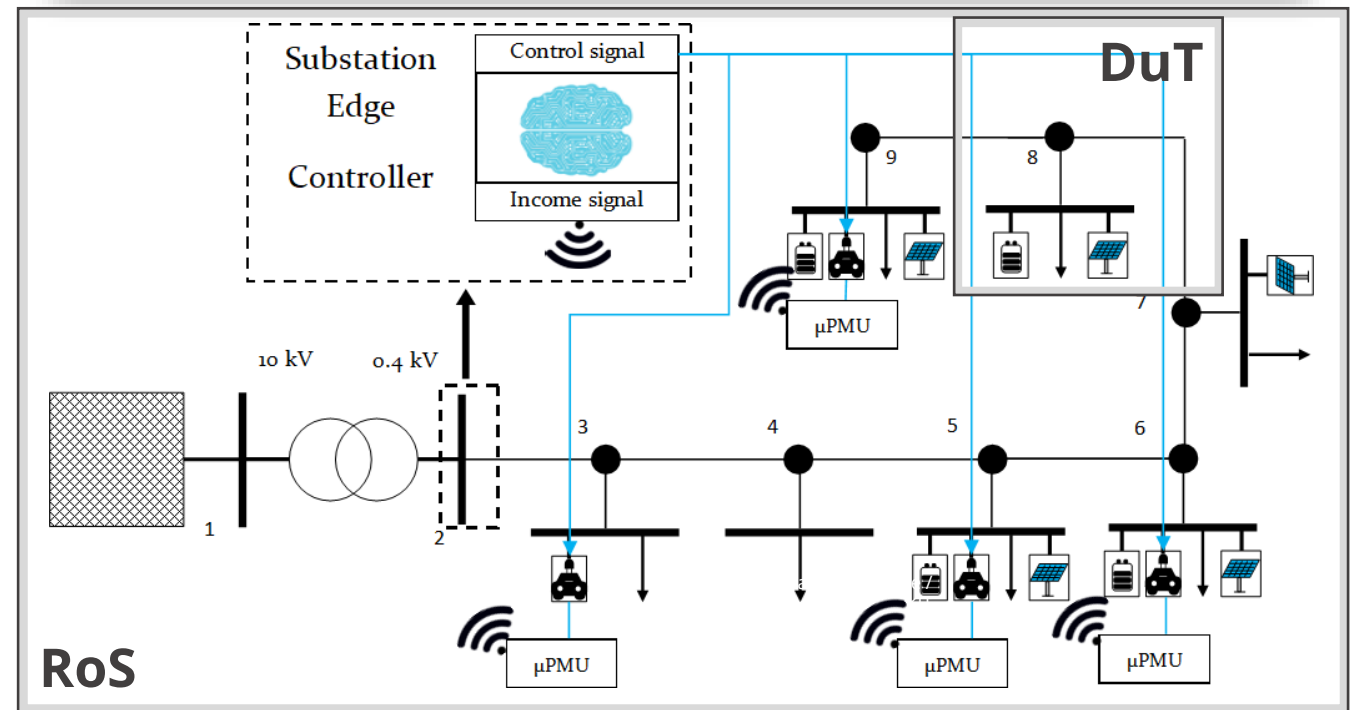 Substation
Edge
Controller
Control signal
Income signal
DuT
9
8
μPMU
7
10 kV
0.4 kV
3
4
5
6
1
2
μPMU
μPMU
μPMU
RoS